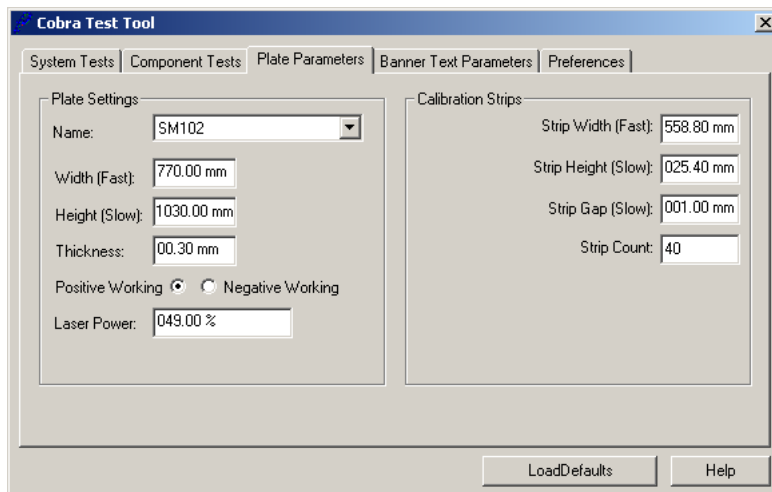 Cobra Test Tool
System Tests
Component Tests
Plate Parameters
Banner Text Parameters
Preferences
Plate Settings
Name: SM102
Width (Fast): 770.00 mm
Height (Slow): 1030.00 mm
Thickness: 00.30 mm
Positive Working Negative Working
Laser Power: 049.00 %
Calibration Strips
Strip Width (Fast): 558.80 mm
Strip Height (Slow): 025.40 mm
Strip Gap (Slow): 001.00 mm
Strip Count: 40
LoadDefaults
Help